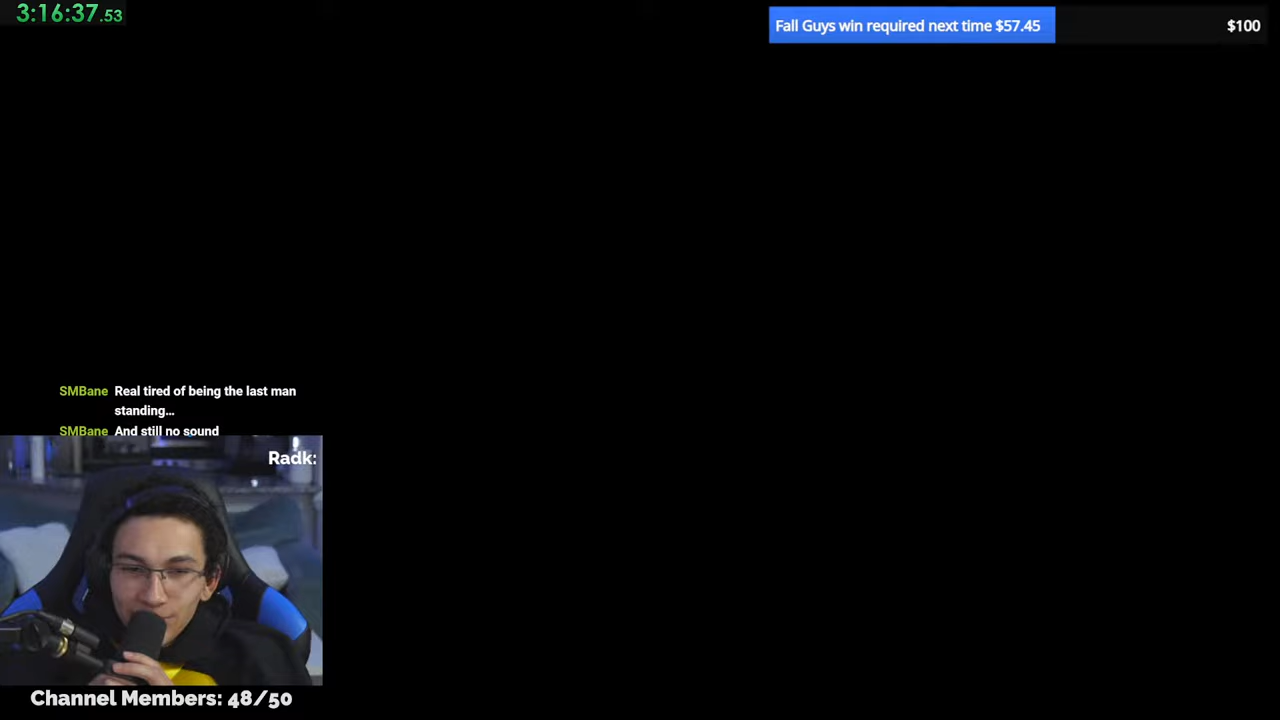 3:16:37.53
Fall Guys win required next time $57.45 $100
SMBane Real tired of being the last man
standing...
SMBane And still no sound
Radk:
Channel Members: 48/50